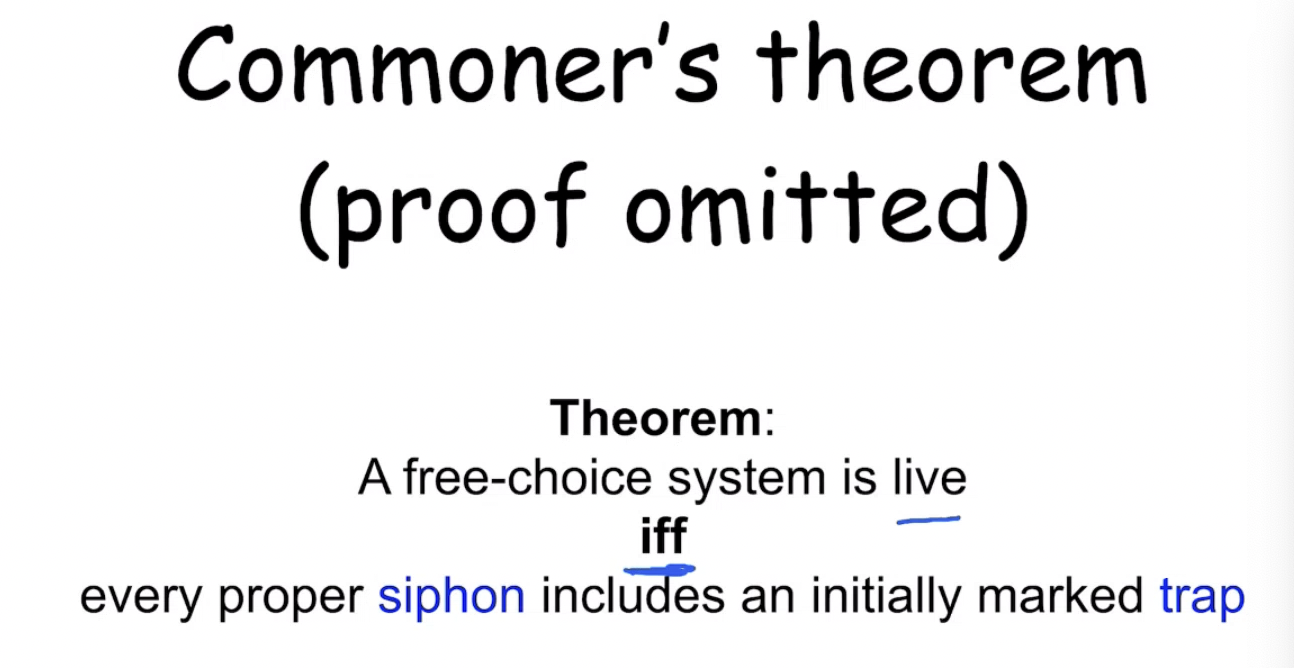 Commoner's theorem
(proof omitted)
Theorem:
A free-choice system is live
iff
every proper siphon includes an initially marked trap